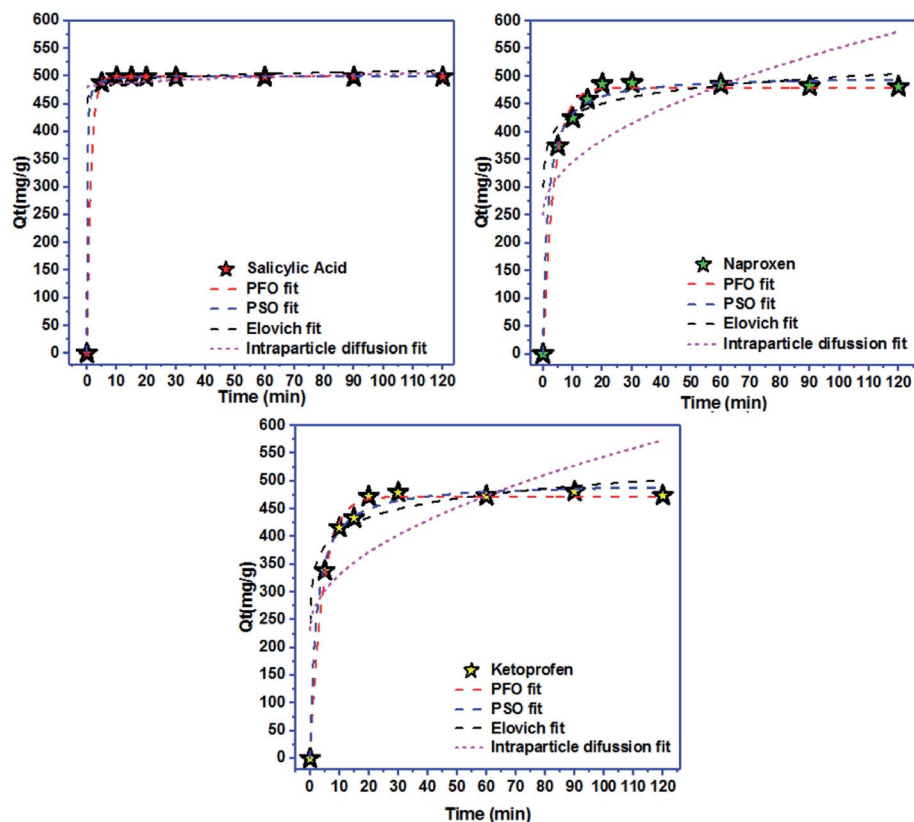 600
550
500
450
400
350
300
250
200
150
100
50
0
Qt(mg/g)
Salicylic Acid
PFO fit
PSO fit
Elovich fit
Intraparticle difussion fit
0 10 20 30 40 50 60 70 80 90 100 110 120
Time (min)
600
550
500
450
400
350
300
250
200
150
100
50
0
Qt(mg/g)
Naproxen
PFO fit
PSO fit
Elovich fit
Intraparticle difussion fit
0 10 20 30 40 50 60 70 80 90 100 110 120
Time (min)
600
550
500
450
400
350
300
250
200
150
100
50
0
Qt(mg/g)
Ketoprofen
PFO fit
PSO fit
Elovich fit
Intraparticle difussion fit
0 10 20 30 40 50 60 70 80 90 100 110 120
Time (min)